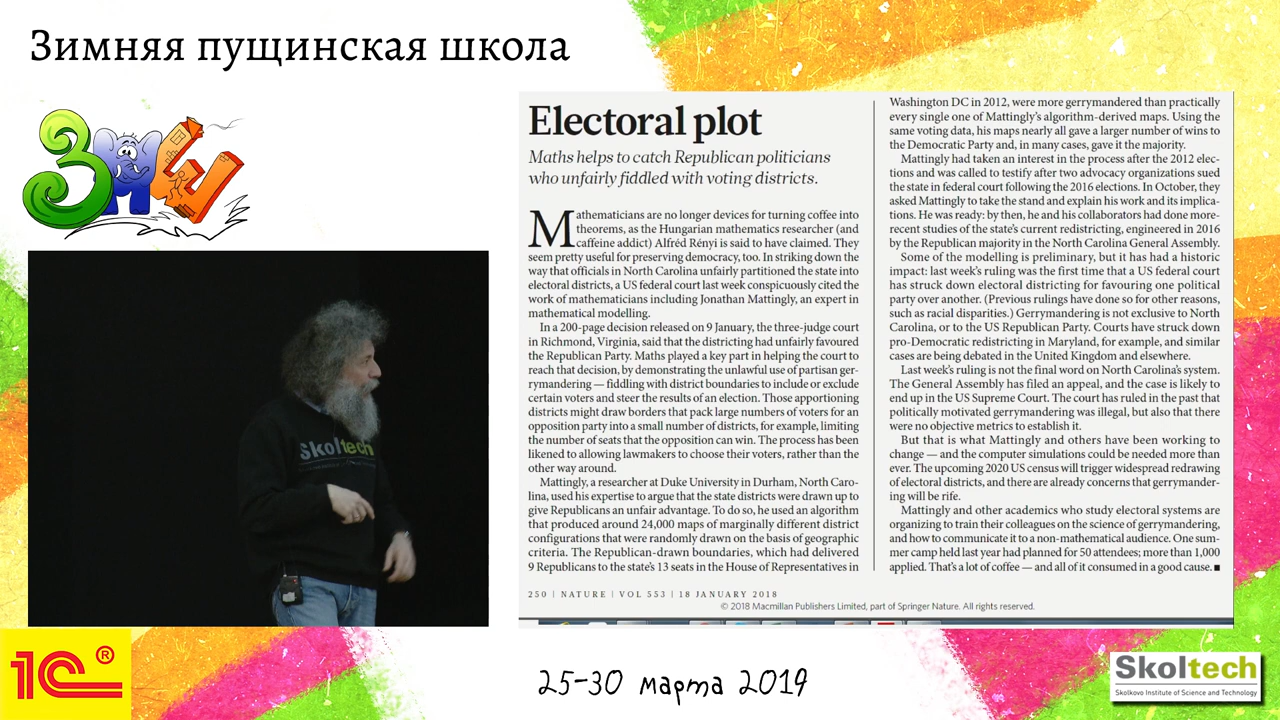 Зимняя пущинская школа
ЗПШ
Electoral plot
Maths helps to catch Republican politicians
who unfairly fiddled with voting districts.
Mathematicians are no longer devices for turning coffee into
theorems, as the Hungarian mathematics researcher (and
caffeine addict) Alfréd Rényi is said to have claimed. They
seem pretty useful for preserving democracy, too. In striking down the
way that officials in North Carolina unfairly partitioned the state into
electoral districts, a US federal court last week conspicuously cited the
work of mathematicians including Jonathan Mattingly, an expert in
mathematical modelling.
In a 200-page decision released on 9 January, the three-judge court
in Richmond, Virginia, said that the districting had unfairly favoured
the Republican Party. Maths played a key part in helping the court to
reach that decision, by demonstrating the unlawful use of partisan ger-
rymandering — fiddling with district boundaries to include or exclude
certain voters and steer the results of an election. Those apportioning
districts might draw borders that pack large numbers of voters for an
opposition party into a small number of districts, for example, limiting
the number of seats that the opposition can win. The process has been
likened to allowing lawmakers to choose their voters, rather than the
other way around.
Mattingly, a researcher at Duke University in Durham, North Caro-
lina, used his expertise to argue that the state districts were drawn up to
give Republicans an unfair advantage. To do so, he used an algorithm
that produced around 24,000 maps of marginally different district
configurations that were randomly drawn on the basis of geographic
criteria. The Republican-drawn boundaries, which had delivered
9 Republicans to the state's 13 seats in the House of Representatives in
Washington DC in 2012, were more gerrymandered than practically
every single one of Mattingly's algorithm-derived maps. Using the
same voting data, his maps nearly all gave a larger number of wins to
the Democratic Party and, in many cases, gave it the majority.
Mattingly had taken an interest in the process after the 2012 elec-
tions and was called to testify after two advocacy organizations sued
the state in federal court following the 2016 elections. In October, they
asked Mattingly to take the stand and explain his work and its implica-
tions. He was ready: by then, he and his collaborators had done more-
recent studies of the state's current redistricting, engineered in 2016
by the Republican majority in the North Carolina General Assembly.
Some of the modelling is preliminary, but it has had a historic
impact: last week's ruling was the first time that a US federal court
has struck down electoral districting for favouring one political
party over another. (Previous rulings have done so for other reasons,
such as racial disparities.) Gerrymandering is not exclusive to North
Carolina, or to the US Republican Party. Courts have struck down
pro-Democratic redistricting in Maryland, for example, and similar
cases are being debated in the United Kingdom and elsewhere.
Last week's ruling is not the final word on North Carolina's system.
The General Assembly has filed an appeal, and the case is likely to
end up in the US Supreme Court. The court has ruled in the past that
politically motivated gerrymandering was illegal, but also that there
were no objective metrics to establish it.
But that is what Mattingly and others have been working to
change — and the computer simulations could be needed more than
ever. The upcoming 2020 US census will trigger widespread redrawing
of electoral districts, and there are already concerns that gerrymander-
ing will be rife.
Mattingly and other academics who study electoral systems are
organizing to train their colleagues on the science of gerrymandering,
and how to communicate it to a non-mathematical audience. One sum-
mer camp held last year had planned for 50 attendees; more than 1,000
applied. That's a lot of coffee — and all of it consumed in a good cause. ■
250 | NATURE | VOL 553 | 18 JANUARY 2018
© 2018 Macmillan Publishers Limited, part of Springer Nature. All rights reserved.
Skoltech
1С®
25-30 марта 2019
Skoltech
Skolkovo Institute of Science and Technology